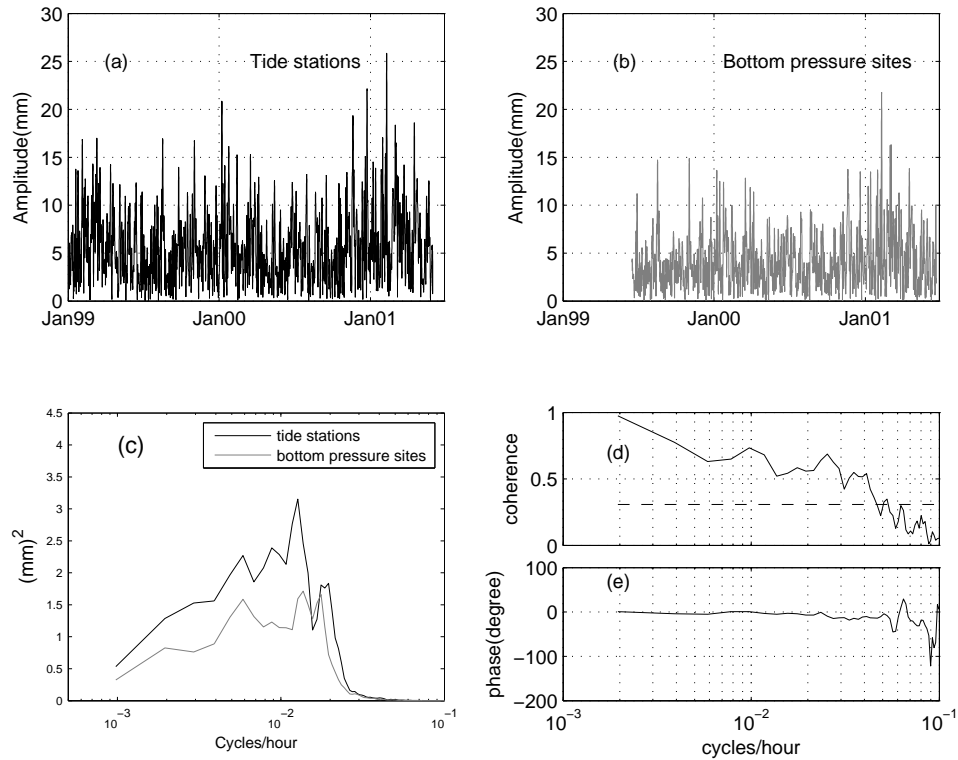 30
25
20
15
10
5
0
Amplitude(mm)
(a)
Tide stations
Jan99
Jan00
Jan01
30
25
20
15
10
5
0
Amplitude(mm)
(b)
Bottom pressure sites
Jan99
Jan00
Jan01
4.5
4
3.5
3
2.5
2
1.5
1
0.5
0
(mm)²
(c)
tide stations
bottom pressure sites
10⁻³
10⁻²
10⁻¹
Cycles/hour
1
0.5
0
coherence
(d)
100
0
−100
−200
phase(degree)
(e)
10⁻³
10⁻²
10⁻¹
cycles/hour